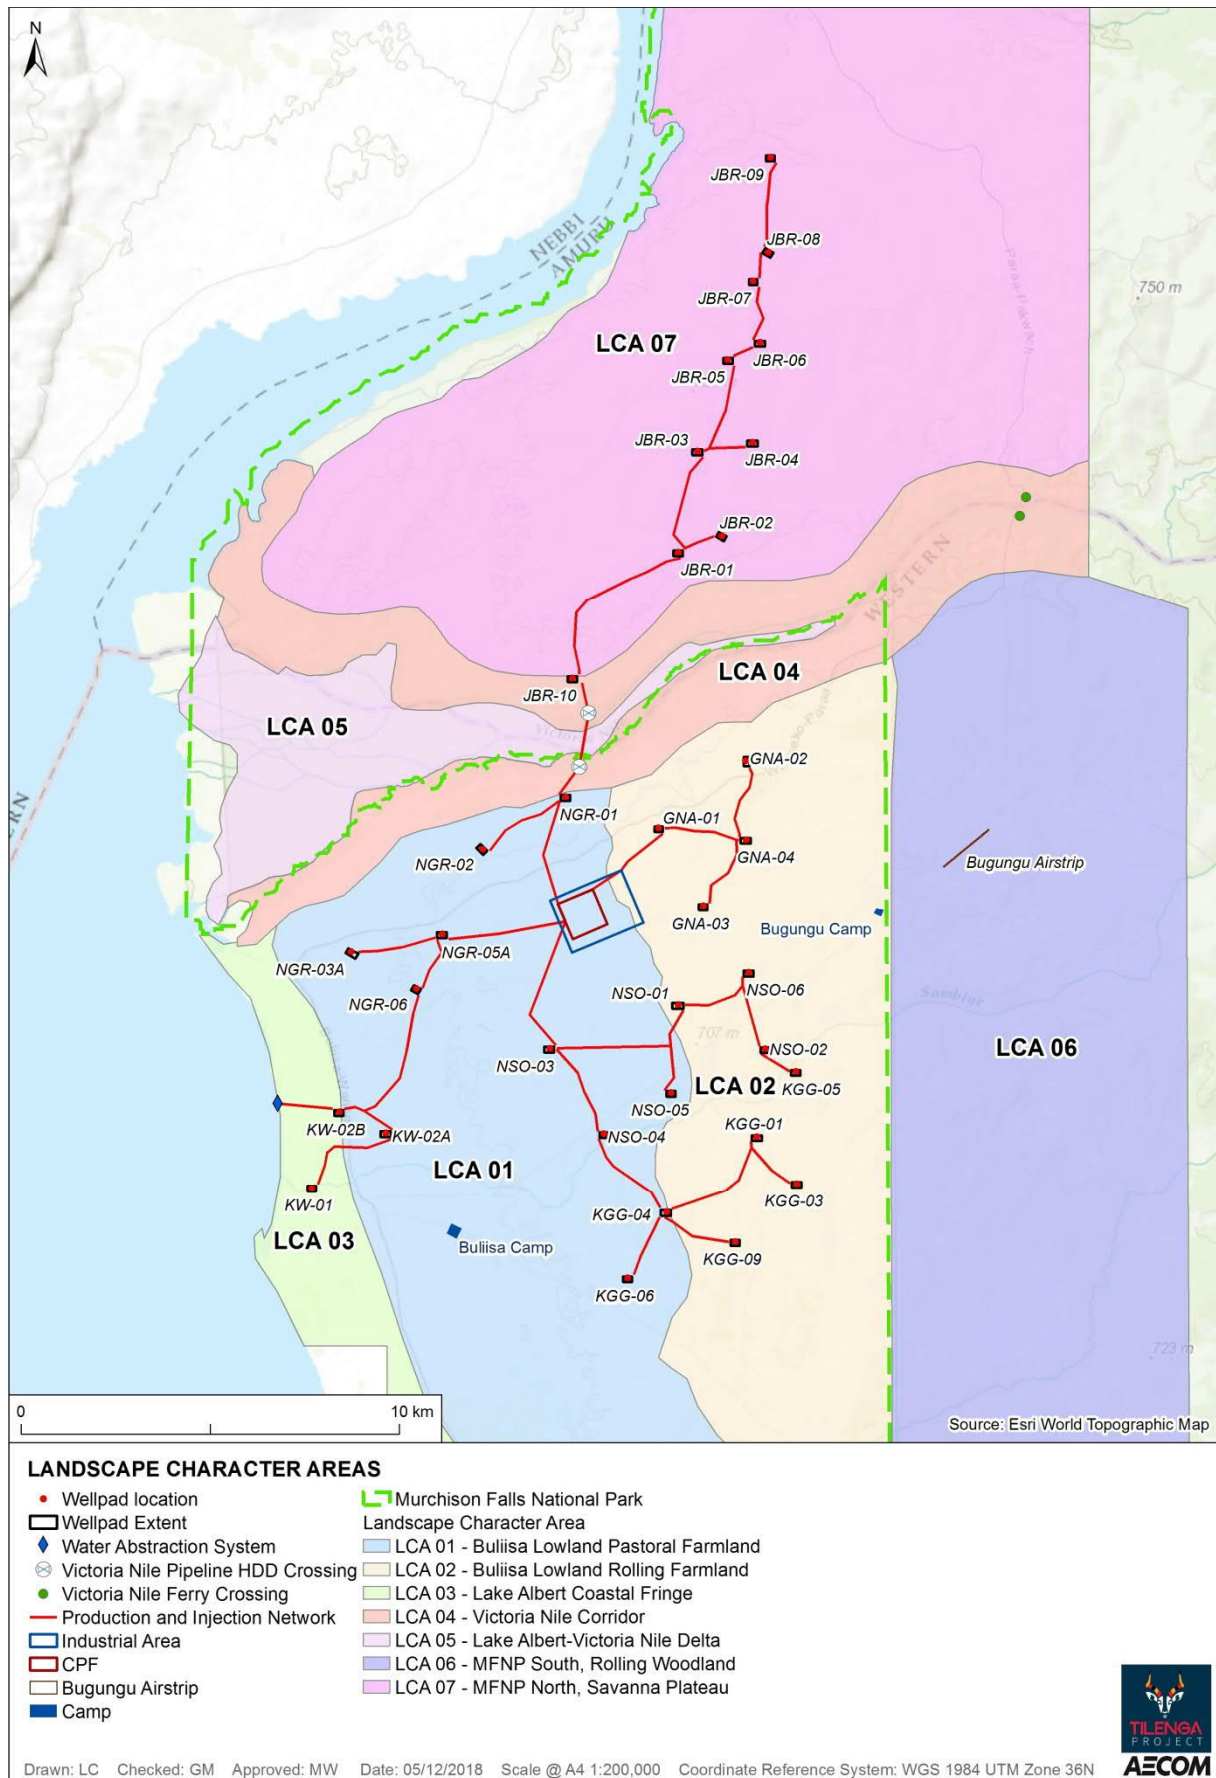 N
NEBBI
AMURU
JBR-09
JBR-08
JBR-07
Paraa-Pakwach
750 m
LCA 07
JBR-06
JBR-05
JBR-03
JBR-04
JBR-02
JBR-01
WESTERN
LCA 04
JBR-10
LCA 05
Victoria
ERN
GNA-02
NGR-01
GNA-01
NGR-02
GNA-04
Bugungu Airstrip
GNA-03
Bugungu Camp
NGR-05A
NGR-03A
NGR-06
NSO-01
NSO-06
Sambiye
707 m
NSO-03
NSO-02
LCA 06
LCA 02
KGG-05
NSO-05
KW-02B
KW-02A
NSO-04
KGG-01
LCA 01
KW-01
KGG-03
KGG-04
LCA 03
Buliisa Camp
KGG-09
KGG-06
723 m
0
10 km
Source: Esri World Topographic Map
LANDSCAPE CHARACTER AREAS
Wellpad location
Wellpad Extent
Water Abstraction System
Victoria Nile Pipeline HDD Crossing
Victoria Nile Ferry Crossing
Production and Injection Network
Industrial Area
CPF
Bugungu Airstrip
Camp
Murchison Falls National Park
Landscape Character Area
LCA 01 - Buliisa Lowland Pastoral Farmland
LCA 02 - Buliisa Lowland Rolling Farmland
LCA 03 - Lake Albert Coastal Fringe
LCA 04 - Victoria Nile Corridor
LCA 05 - Lake Albert-Victoria Nile Delta
LCA 06 - MFNP South, Rolling Woodland
LCA 07 - MFNP North, Savanna Plateau
TILENGA
PROJECT
AECOM
Drawn: LC Checked: GM Approved: MW Date: 05/12/2018 Scale @ A4 1:200,000 Coordinate Reference System: WGS 1984 UTM Zone 36N